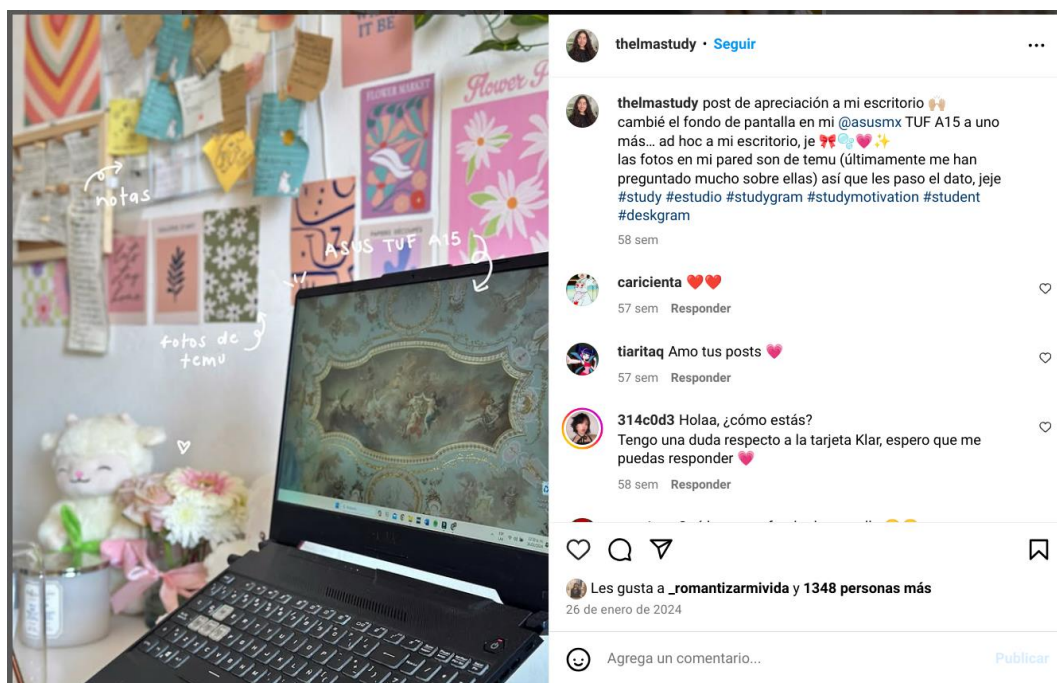 IT BE
FLOWER MARKET
Flower
notas
ASUS TUF A15
PAPIERS DÉCOUPÉS
fotos de
temu
thelmastudy • Seguir
thelmastudy post de apreciación a mi escritorio 🙌🏼
cambié el fondo de pantalla en mi @asusmx TUF A15 a uno
más... ad hoc a mi escritorio, je 🎀🫧💗✨
las fotos en mi pared son de temu (últimamente me han
preguntado mucho sobre ellas) así que les paso el dato, jeje
#study #estudio #studygram #studymotivation #student
#deskgram
58 sem
caricienta ❤️❤️
57 sem Responder
tiaritaq Amo tus posts 💗
57 sem Responder
314c0d3 Holaa, ¿cómo estás?
Tengo una duda respecto a la tarjeta Klar, espero que me
puedas responder 💗
58 sem Responder
Les gusta a _romantizarmivida y 1348 personas más
26 de enero de 2024
Agrega un comentario...
Publicar